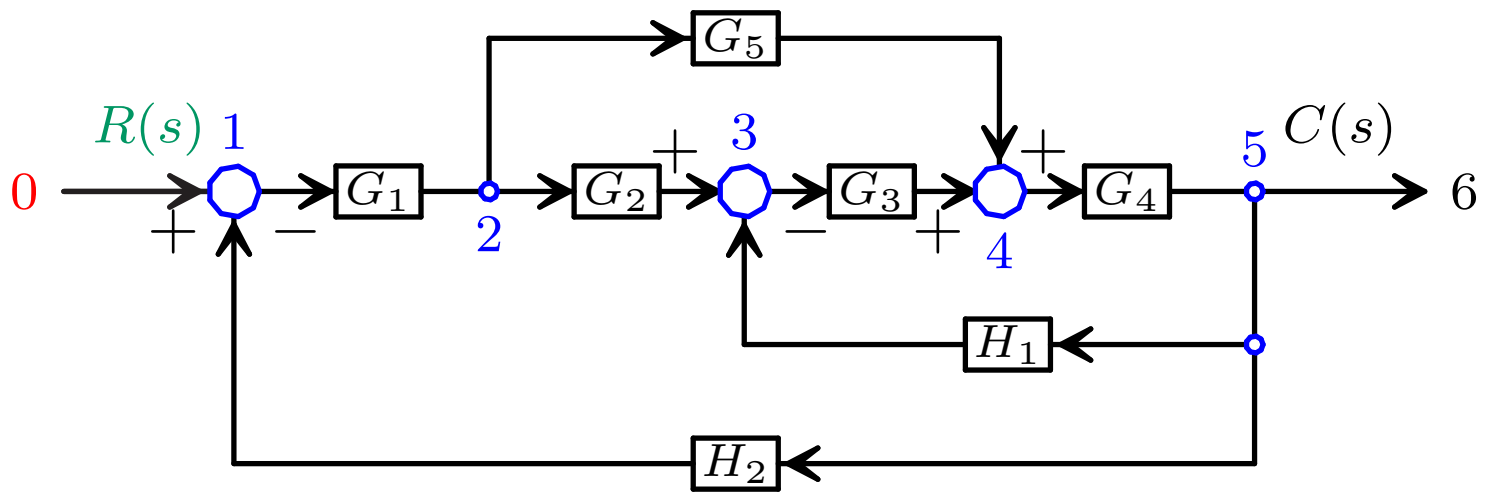 G₅
R(s) 1 3 5 C(s)
+ +
0 G₁ G₂ G₃ G₄ 6
+ − 2 − + 4
H₁
H₂